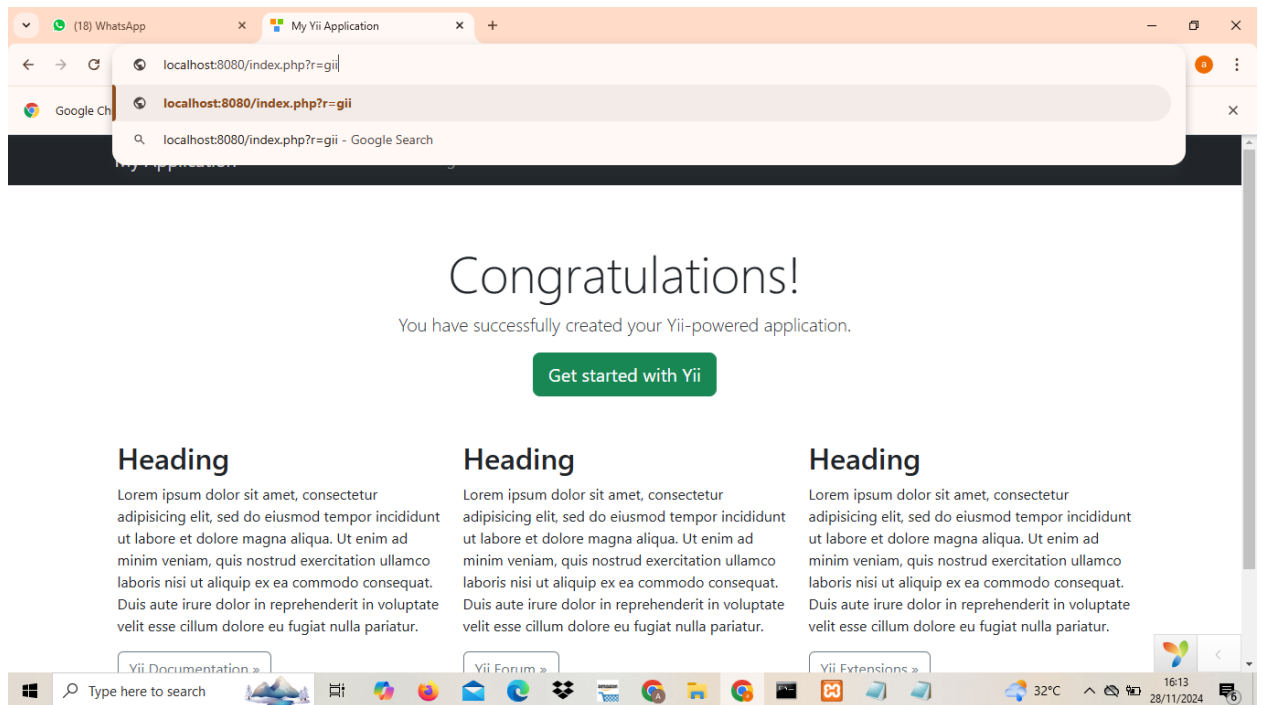 (18) WhatsApp
My Yii Application
localhost:8080/index.php?r=gii
a
Google Ch
localhost:8080/index.php?r=gii
localhost:8080/index.php?r=gii - Google Search
My Application
Congratulations!
You have successfully created your Yii-powered application.
Get started with Yii
Heading
Lorem ipsum dolor sit amet, consectetur
adipisicing elit, sed do eiusmod tempor incididunt
ut labore et dolore magna aliqua. Ut enim ad
minim veniam, quis nostrud exercitation ullamco
laboris nisi ut aliquip ex ea commodo consequat.
Duis aute irure dolor in reprehenderit in voluptate
velit esse cillum dolore eu fugiat nulla pariatur.
Yii Documentation »
Heading
Lorem ipsum dolor sit amet, consectetur
adipisicing elit, sed do eiusmod tempor incididunt
ut labore et dolore magna aliqua. Ut enim ad
minim veniam, quis nostrud exercitation ullamco
laboris nisi ut aliquip ex ea commodo consequat.
Duis aute irure dolor in reprehenderit in voluptate
velit esse cillum dolore eu fugiat nulla pariatur.
Yii Forum »
Heading
Lorem ipsum dolor sit amet, consectetur
adipisicing elit, sed do eiusmod tempor incididunt
ut labore et dolore magna aliqua. Ut enim ad
minim veniam, quis nostrud exercitation ullamco
laboris nisi ut aliquip ex ea commodo consequat.
Duis aute irure dolor in reprehenderit in voluptate
velit esse cillum dolore eu fugiat nulla pariatur.
Yii Extensions »
Type here to search
amazon
A
32°C
16:13
28/11/2024
6